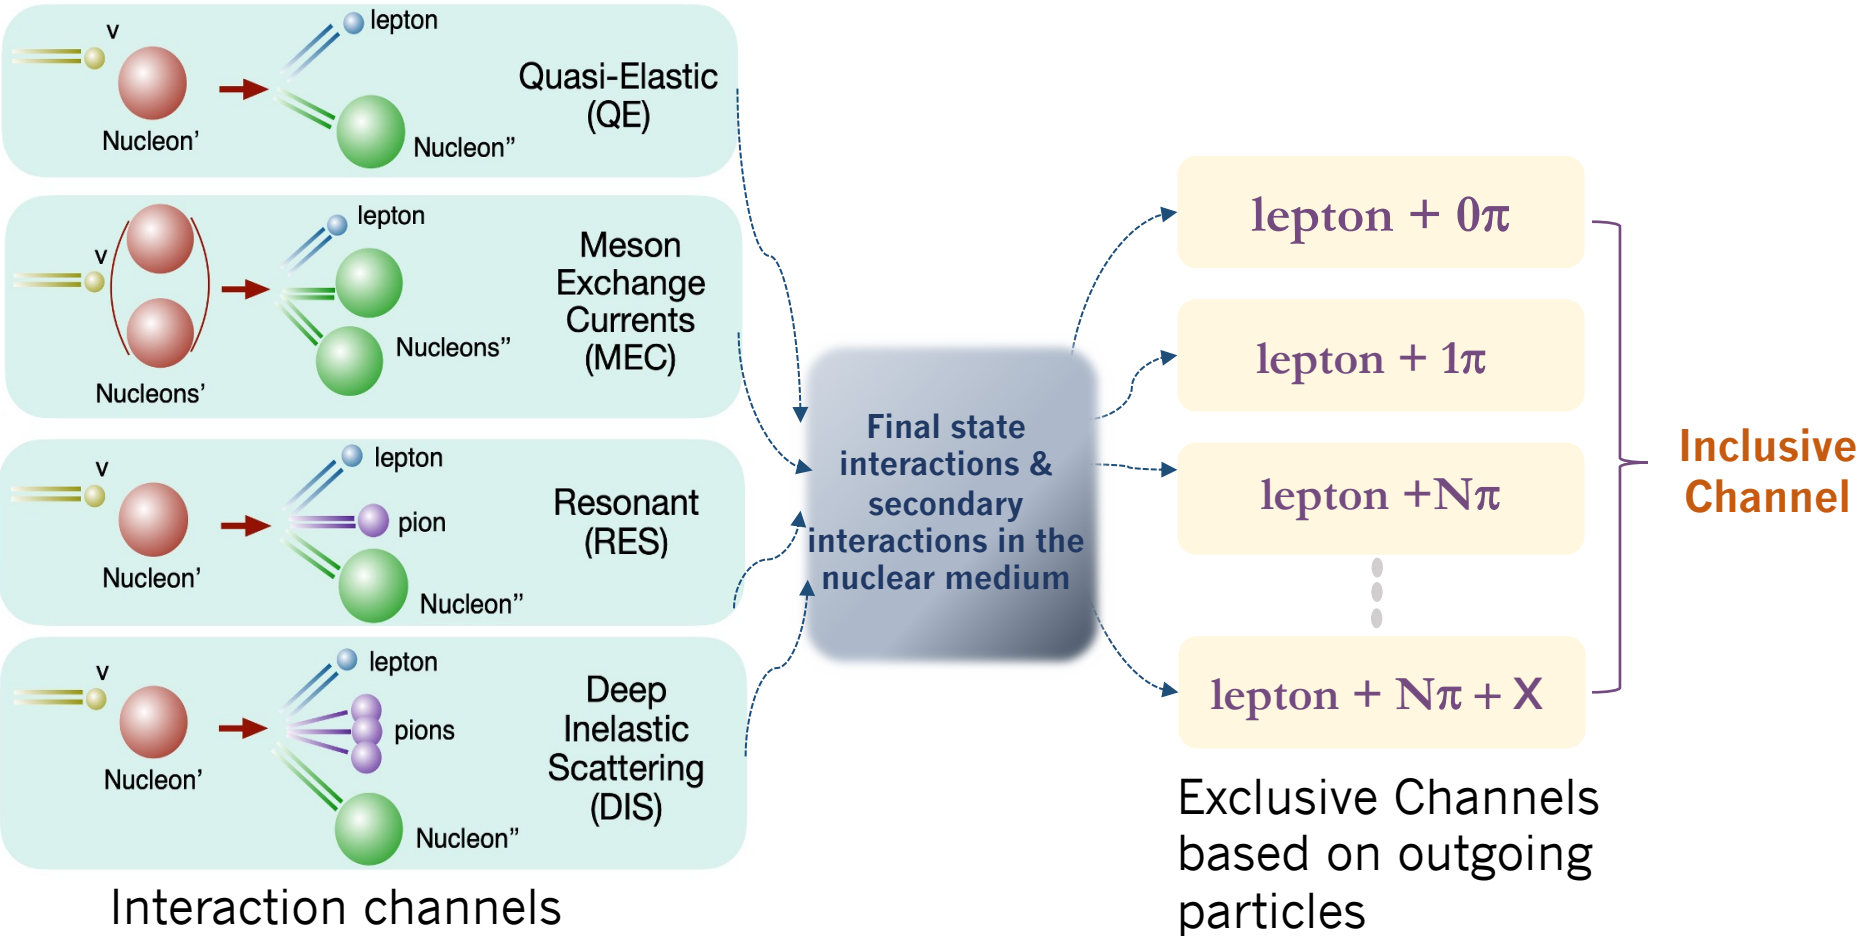 ν
lepton
Nucleon’
Nucleon”
Quasi-Elastic
(QE)
ν
lepton
Nucleons’
Nucleons”
Meson
Exchange
Currents
(MEC)
ν
lepton
pion
Nucleon’
Nucleon”
Resonant
(RES)
ν
lepton
pions
Nucleon’
Nucleon”
Deep
Inelastic
Scattering
(DIS)
Interaction channels
Final state
interactions &
secondary
interactions in the
nuclear medium
lepton + 0π
lepton + 1π
lepton +Nπ
lepton + Nπ + X
Exclusive Channels
based on outgoing
particles
Inclusive
Channel